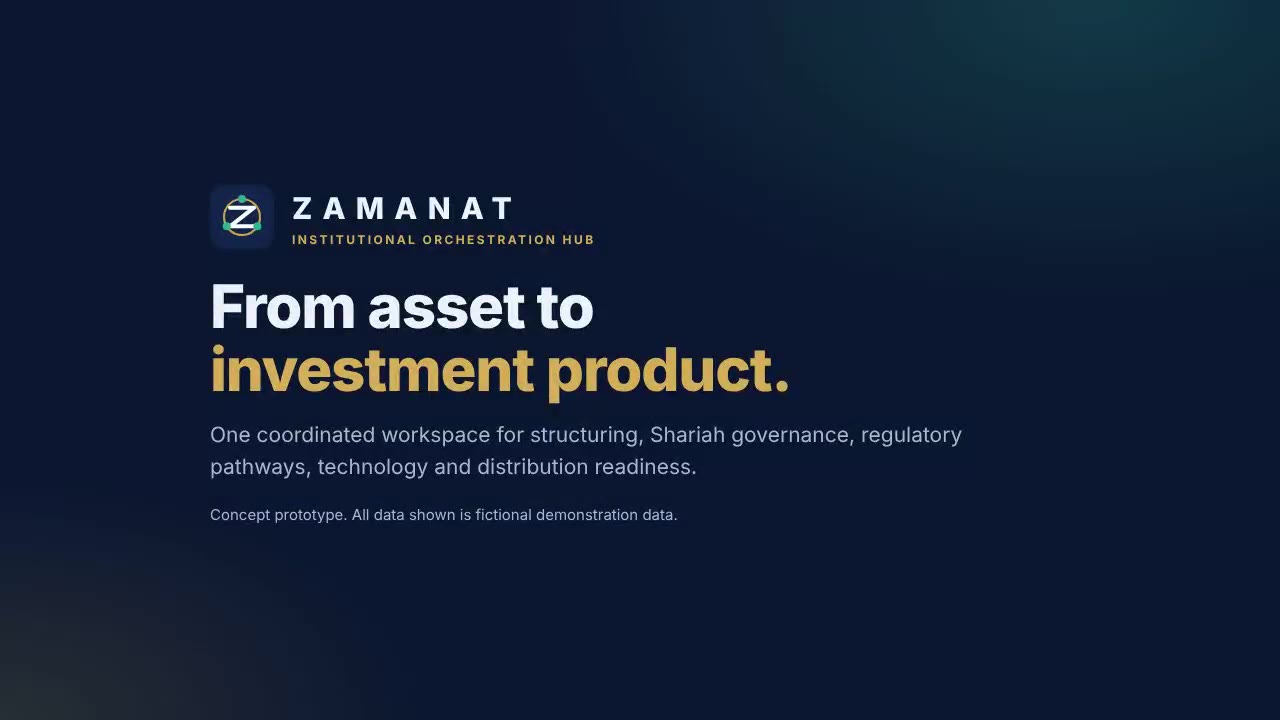 Z
ZAMANAT
INSTITUTIONAL ORCHESTRATION HUB
From asset to
investment product.
One coordinated workspace for structuring, Shariah governance, regulatory
pathways, technology and distribution readiness.
Concept prototype. All data shown is fictional demonstration data.